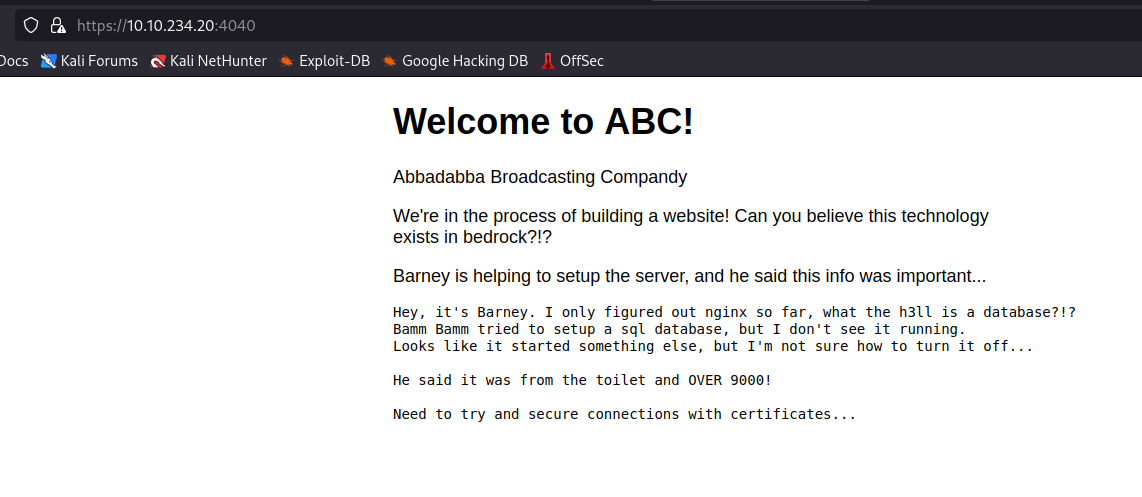 https://10.10.234.20:4040
Docs Kali Forums Kali NetHunter Exploit-DB Google Hacking DB OffSec
Welcome to ABC!
Abbadabba Broadcasting Compandy
We're in the process of building a website! Can you believe this technology
exists in bedrock?!?
Barney is helping to setup the server, and he said this info was important...
Hey, it's Barney. I only figured out nginx so far, what the h3ll is a database?!?
Bamm Bamm tried to setup a sql database, but I don't see it running.
Looks like it started something else, but I'm not sure how to turn it off...
He said it was from the toilet and OVER 9000!
Need to try and secure connections with certificates...